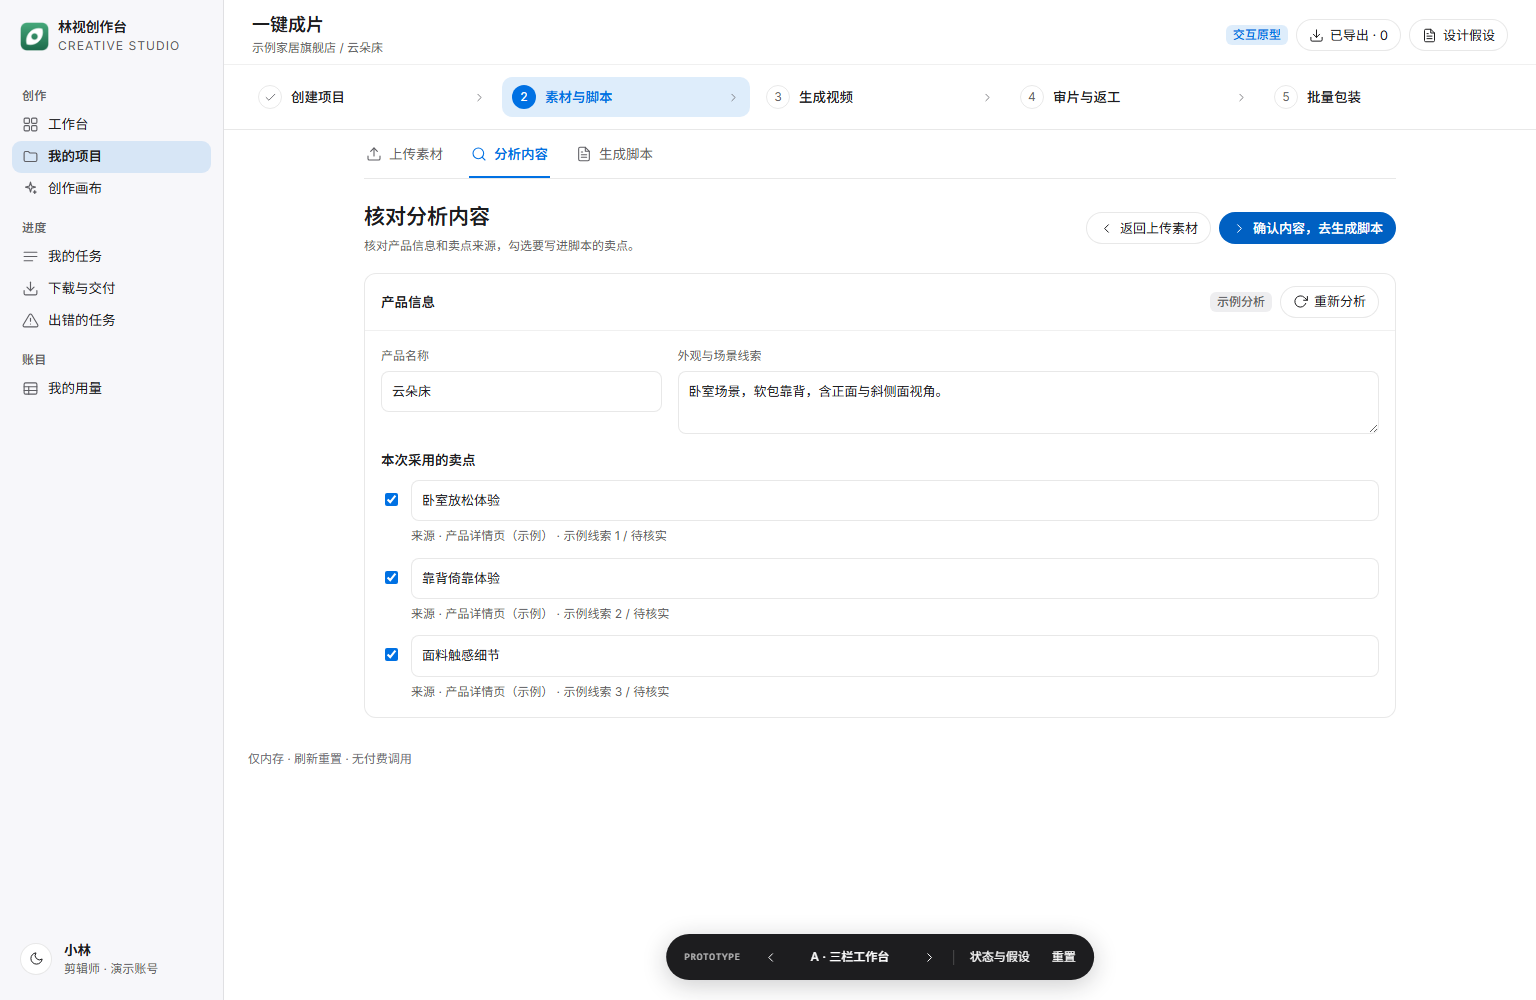 林视创作台
CREATIVE STUDIO
创作
工作台
我的项目
创作画布
进度
我的任务
下载与交付
出错的任务
账目
我的用量
小林
剪辑师 · 演示账号
一键成片
示例家居旗舰店 / 云朵床
交互原型
已导出 · 0
设计假设
创建项目
2 素材与脚本
3 生成视频
4 审片与返工
5 批量包装
上传素材
分析内容
生成脚本
核对分析内容
核对产品信息和卖点来源，勾选要写进脚本的卖点。
返回上传素材
确认内容，去生成脚本
产品信息
示例分析
重新分析
产品名称
云朵床
外观与场景线索
卧室场景，软包靠背，含正面与斜侧面视角。
本次采用的卖点
卧室放松体验
来源 · 产品详情页（示例） · 示例线索 1 / 待核实
靠背倚靠体验
来源 · 产品详情页（示例） · 示例线索 2 / 待核实
面料触感细节
来源 · 产品详情页（示例） · 示例线索 3 / 待核实
仅内存 · 刷新重置 · 无付费调用
PROTOTYPE
A · 三栏工作台
状态与假设
重置